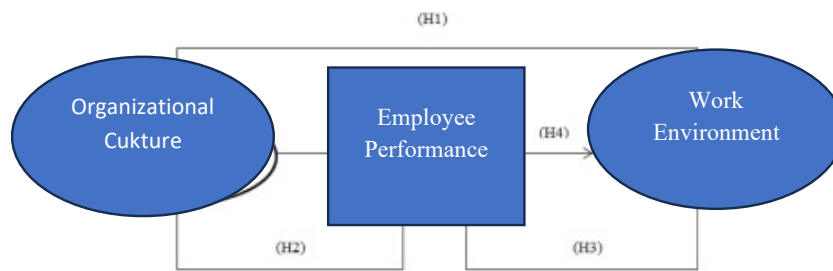 (H1)
Organizational
Cukture
Employee
Performance
(H4)
Work
Environment
(H2)
(H3)